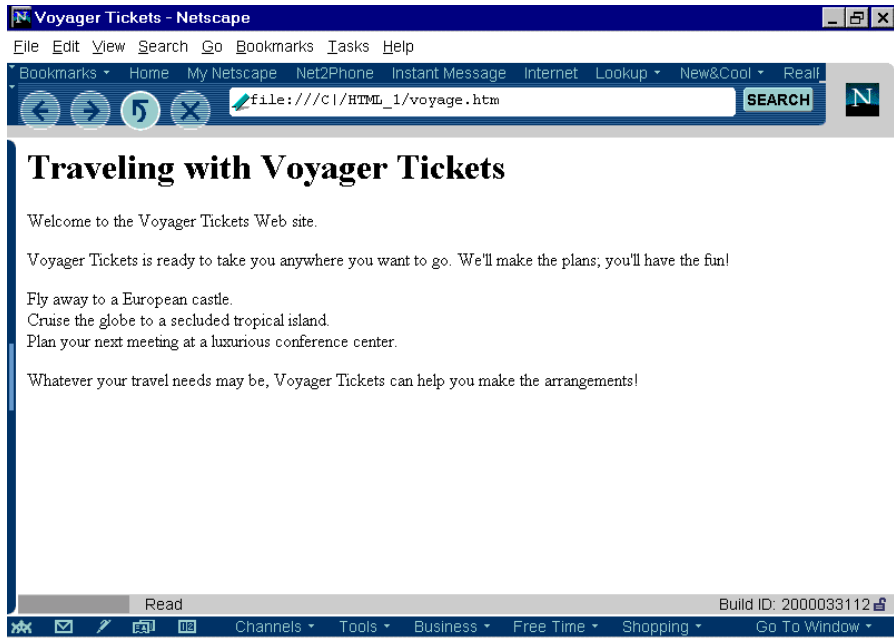 Voyager Tickets - Netscape
File Edit View Search Go Bookmarks Tasks Help
Bookmarks Home My Netscape Net2Phone Instant Message Internet Lookup New&Cool RealF
file:///C|/HTML_1/voyage.htm SEARCH N
Traveling with Voyager Tickets
Welcome to the Voyager Tickets Web site.
Voyager Tickets is ready to take you anywhere you want to go. We'll make the plans; you'll have the fun!
Fly away to a European castle.
Cruise the globe to a secluded tropical island.
Plan your next meeting at a luxurious conference center.
Whatever your travel needs may be, Voyager Tickets can help you make the arrangements!
Read Build ID: 2000033112
Channels Tools Business Free Time Shopping Go To Window